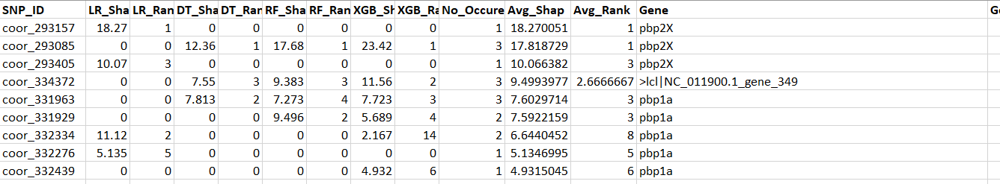 SNP_ID LR_Sha LR_Ran DT_Sha DT_Ran RF_Sha RF_Ran XGB_Sh XGB_Ra No_Occure Avg_Shap Avg_Rank Gene Ge
coor_293157 18.27 1 0 0 0 0 0 0 1 18.270051 1 pbp2X
coor_293085 0 0 12.36 1 17.68 1 23.42 1 3 17.818729 1 pbp2X
coor_293405 10.07 3 0 0 0 0 0 0 1 10.066382 3 pbp2X
coor_334372 0 0 7.55 3 9.383 3 11.56 2 3 9.4993977 2.6666667 >lcl|NC_011900.1_gene_349
coor_331963 0 0 7.813 2 7.273 4 7.723 3 3 7.6029714 3 pbp1a
coor_331929 0 0 0 0 9.496 2 5.689 4 2 7.5922159 3 pbp1a
coor_332334 11.12 2 0 0 0 0 2.167 14 2 6.6440452 8 pbp1a
coor_332276 5.135 5 0 0 0 0 0 0 1 5.1346995 5 pbp1a
coor_332439 0 0 0 0 0 0 4.932 6 1 4.9315045 6 pbp1a